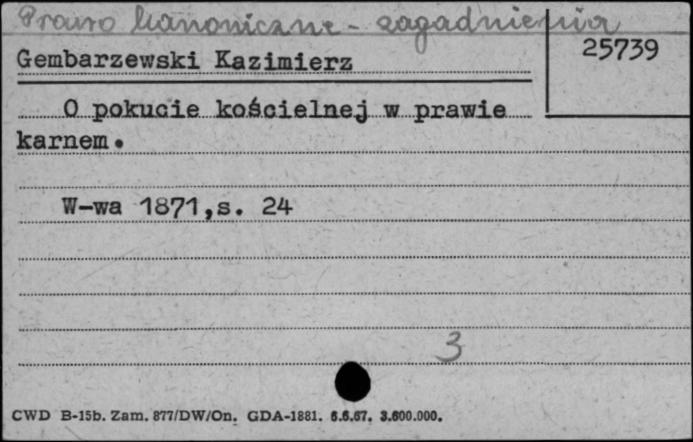 Prawo kanoniczne - zagadnienia
25739
Gembarzewski Kazimierz
O pokucie kościelnej w prawie
karnem.
W-wa 1871,s. 24
3
CWD B-15b. Zam. 877/DW/On. GDA-1881. 6.6.67. 3.600.000.